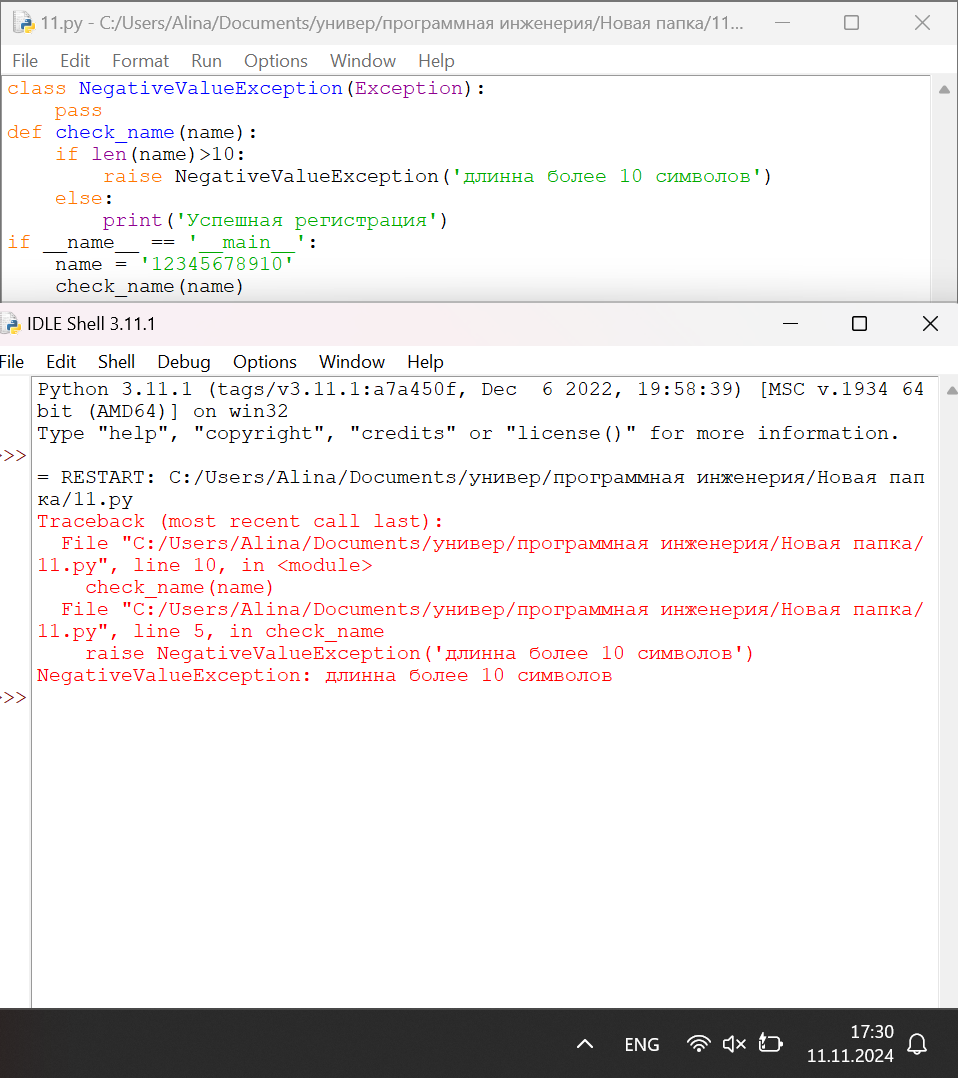 11.py - C:/Users/Alina/Documents/универ/программная инженерия/Новая папка/11...
File Edit Format Run Options Window Help
class NegativeValueException(Exception):
    pass
def check_name(name):
    if len(name)>10:
        raise NegativeValueException('длинна более 10 символов')
    else:
        print('Успешная регистрация')
if __name__ == '__main__':
    name = '12345678910'
    check_name(name)
IDLE Shell 3.11.1
File Edit Shell Debug Options Window Help
Python 3.11.1 (tags/v3.11.1:a7a450f, Dec  6 2022, 19:58:39) [MSC v.1934 64
bit (AMD64)] on win32
Type "help", "copyright", "credits" or "license()" for more information.
>>>
= RESTART: C:/Users/Alina/Documents/универ/программная инженерия/Новая пап
ка/11.py
Traceback (most recent call last):
  File "C:/Users/Alina/Documents/универ/программная инженерия/Новая папка/
11.py", line 10, in <module>
    check_name(name)
  File "C:/Users/Alina/Documents/универ/программная инженерия/Новая папка/
11.py", line 5, in check_name
    raise NegativeValueException('длинна более 10 символов')
NegativeValueException: длинна более 10 символов
>>>
ENG
17:30
11.11.2024